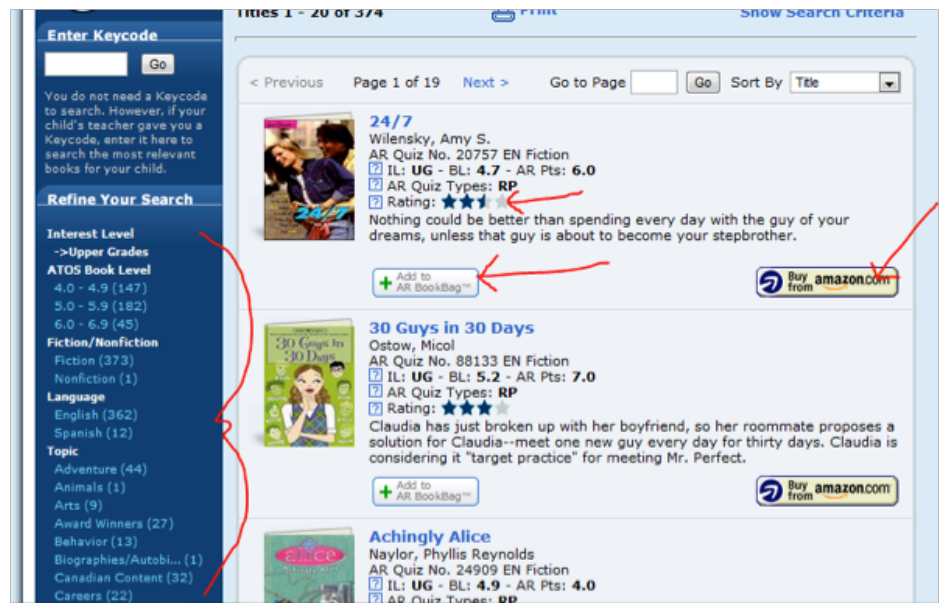 Titles 1 - 20 of 374
Print
Show Search Criteria
Enter Keycode
Go
You do not need a Keycode
to search. However, if your
child's teacher gave you a
Keycode, enter it here to
search the most relevant
books for your child.
Refine Your Search
Interest Level
->Upper Grades
ATOS Book Level
4.0 - 4.9 (147)
5.0 - 5.9 (182)
6.0 - 6.9 (45)
Fiction/Nonfiction
Fiction (373)
Nonfiction (1)
Language
English (362)
Spanish (12)
Topic
Adventure (44)
Animals (1)
Arts (9)
Award Winners (27)
Behavior (13)
Biographies/Autobi... (1)
Canadian Content (32)
Careers (22)
< Previous Page 1 of 19 Next > Go to Page Go Sort By Title
24/7
24/7
Wilensky, Amy S.
AR Quiz No. 20757 EN Fiction
? IL: UG - BL: 4.7 - AR Pts: 6.0
? AR Quiz Types: RP
? Rating:
Nothing could be better than spending every day with the guy of your
dreams, unless that guy is about to become your stepbrother.
+ Add to
AR BookBag™
Buy
from amazon.com
30 Guys in
30 Days
30 Guys in 30 Days
Ostow, Micol
AR Quiz No. 88133 EN Fiction
? IL: UG - BL: 5.2 - AR Pts: 7.0
? AR Quiz Types: RP
? Rating:
Claudia has just broken up with her boyfriend, so her roommate proposes a
solution for Claudia--meet one new guy every day for thirty days. Claudia is
considering it "target practice" for meeting Mr. Perfect.
+ Add to
AR BookBag™
Buy
from amazon.com
alice
Achingly Alice
Naylor, Phyllis Reynolds
AR Quiz No. 24909 EN Fiction
? IL: UG - BL: 4.9 - AR Pts: 4.0
? AR Quiz Types: RP